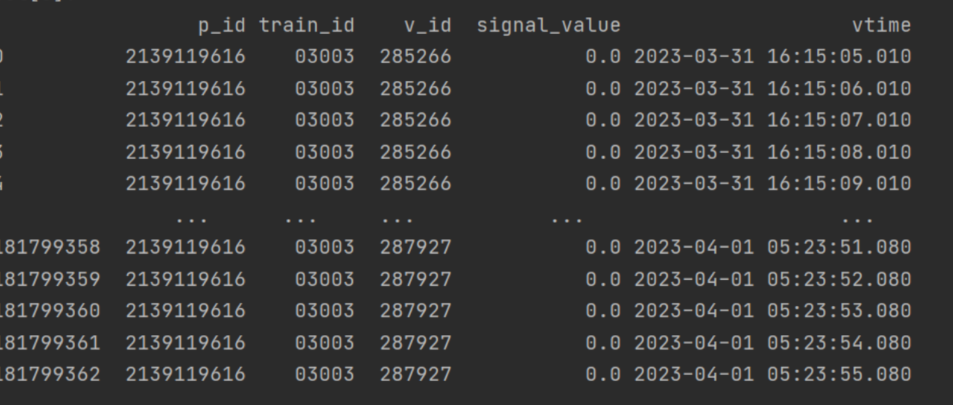 p_id train_id v_id signal_value vtime
0 2139119616 03003 285266 0.0 2023-03-31 16:15:05.010
1 2139119616 03003 285266 0.0 2023-03-31 16:15:06.010
2 2139119616 03003 285266 0.0 2023-03-31 16:15:07.010
3 2139119616 03003 285266 0.0 2023-03-31 16:15:08.010
4 2139119616 03003 285266 0.0 2023-03-31 16:15:09.010
... ... ... ... ...
181799358 2139119616 03003 287927 0.0 2023-04-01 05:23:51.080
181799359 2139119616 03003 287927 0.0 2023-04-01 05:23:52.080
181799360 2139119616 03003 287927 0.0 2023-04-01 05:23:53.080
181799361 2139119616 03003 287927 0.0 2023-04-01 05:23:54.080
181799362 2139119616 03003 287927 0.0 2023-04-01 05:23:55.080